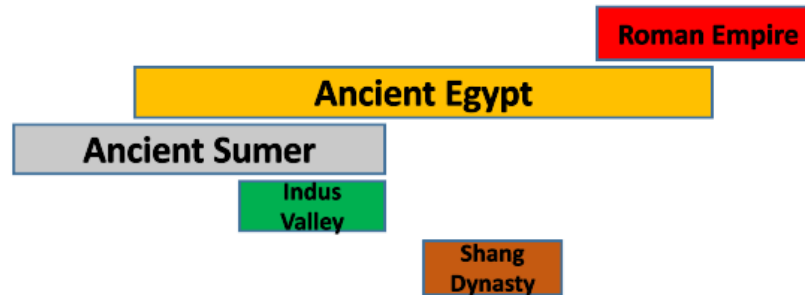 Roman Empire
Ancient Egypt
Ancient Sumer
Indus
Valley
Shang
Dynasty